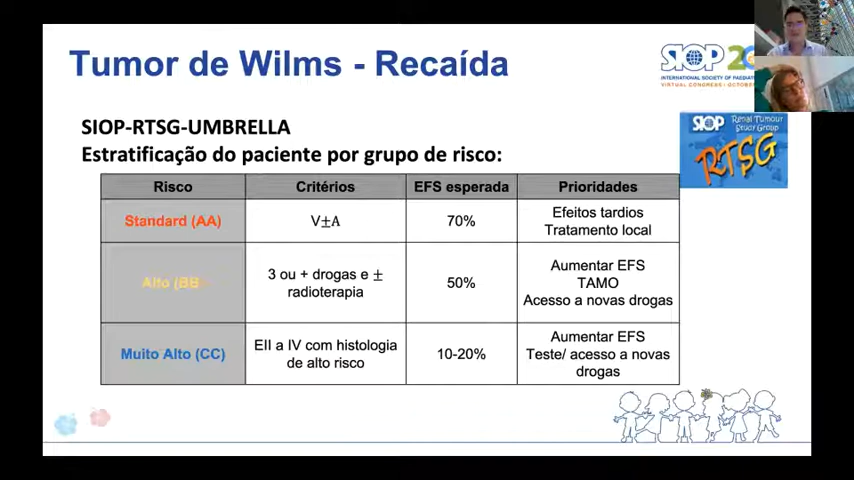 Tumor de Wilms - Recaída
SIOP 20
INTERNATIONAL SOCIETY OF PAEDIAT
VIRTUAL CONGRESS - OCTOBER
SIOP Renal Tumour
Study Group
RTSG
SIOP-RTSG-UMBRELLA
Estratificação do paciente por grupo de risco:
Risco Critérios EFS esperada Prioridades
Standard (AA) V±A 70% Efeitos tardios
Tratamento local
Alto (BB 3 ou + drogas e ±
radioterapia 50% Aumentar EFS
TAMO
Acesso a novas drogas
Muito Alto (CC) EII a IV com histologia
de alto risco 10-20% Aumentar EFS
Teste/ acesso a novas
drogas